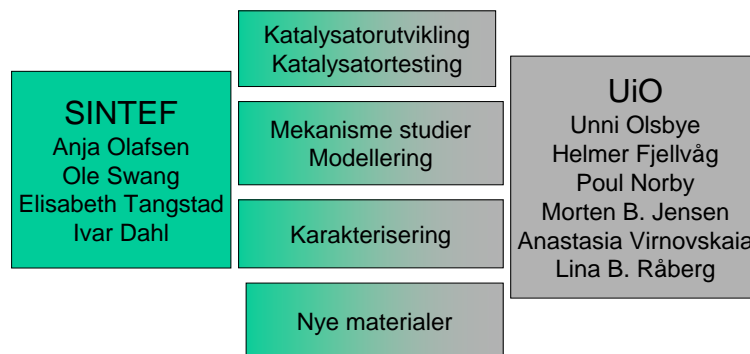 SINTEF
Anja Olafsen
Ole Swang
Elisabeth Tangstad
Ivar Dahl
Katalysatorutvikling
Katalysatortesting
Mekanisme studier
Modellering
Karakterisering
Nye materialer
UiO
Unni Olsbye
Helmer Fjellvåg
Poul Norby
Morten B. Jensen
Anastasia Virnovskaia
Lina B. Råberg